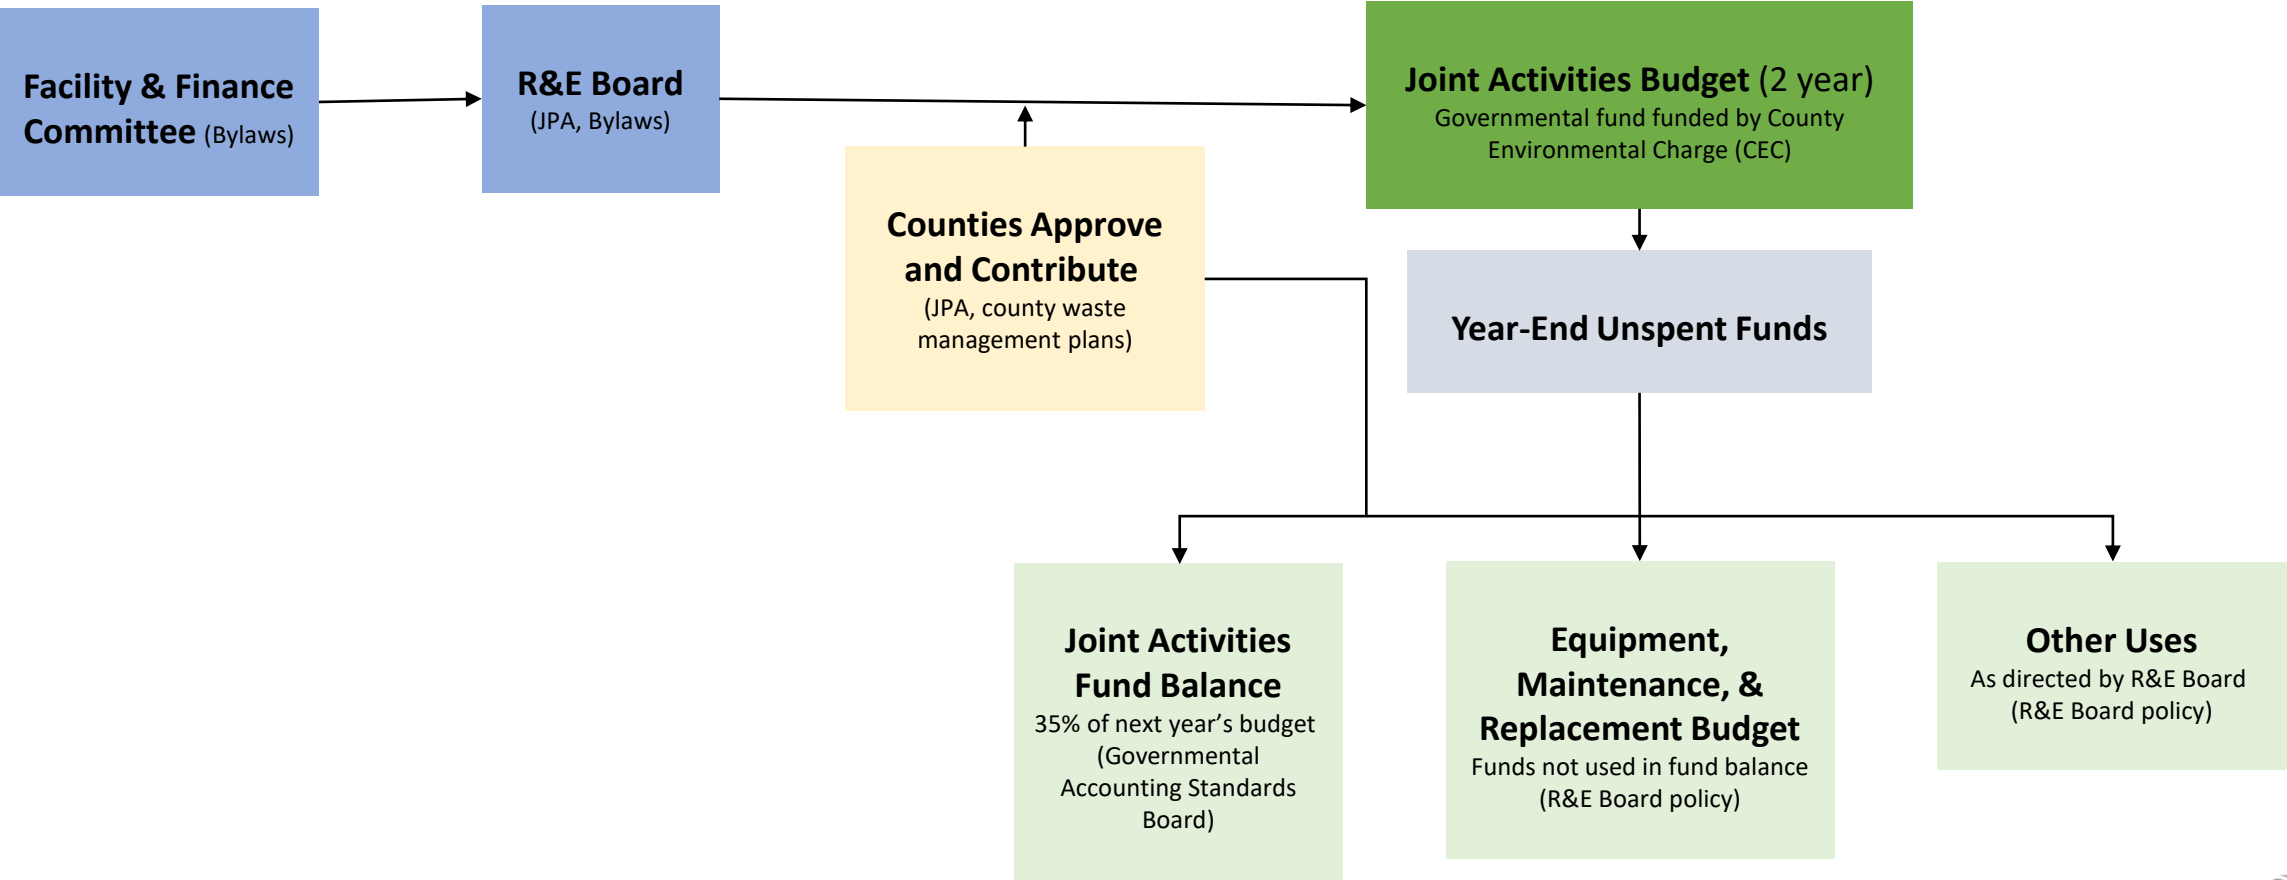 Facility & Finance
Committee (Bylaws)
R&E Board
(JPA, Bylaws)
Joint Activities Budget (2 year)
Governmental fund funded by County
Environmental Charge (CEC)
Counties Approve
and Contribute
(JPA, county waste
management plans)
Year-End Unspent Funds
Joint Activities
Fund Balance
35% of next year’s budget
(Governmental
Accounting Standards
Board)
Equipment,
Maintenance, &
Replacement Budget
Funds not used in fund balance
(R&E Board policy)
Other Uses
As directed by R&E Board
(R&E Board policy)